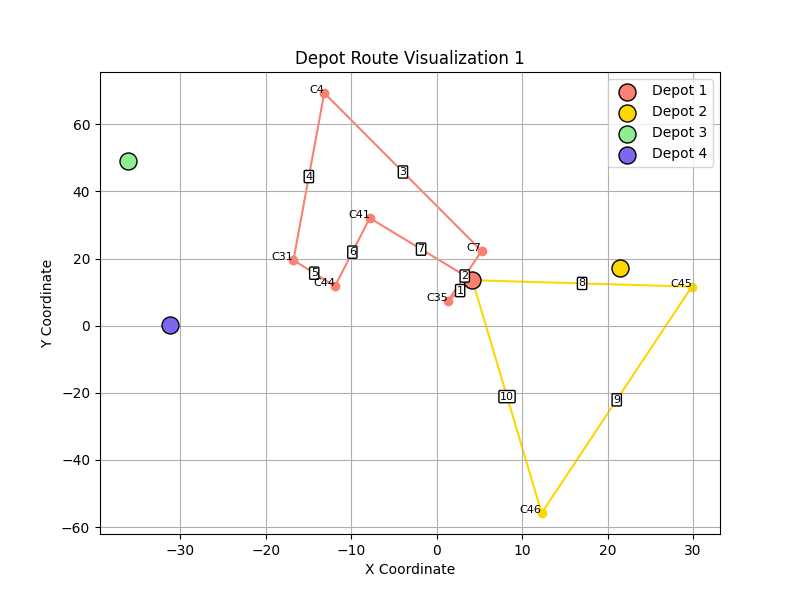 Depot Route Visualization 1
Depot 1
Depot 2
Depot 3
Depot 4
Y Coordinate
60
40
20
0
−20
−40
−60
C4
3
4
C41
7
C7
6
C31
5
C44
2
1
C35
8
C45
10
9
C46
−30
−20
−10
0
10
20
30
X Coordinate